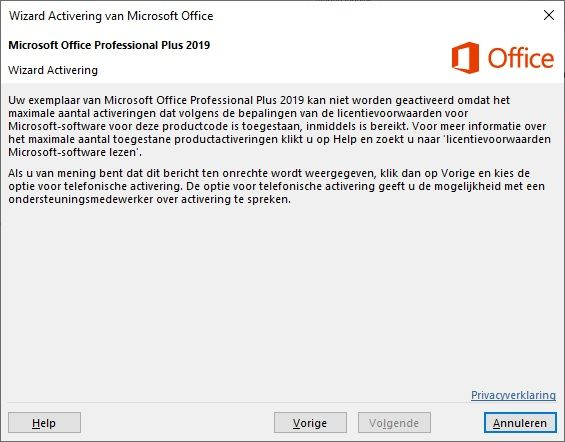 Wizard Activering van Microsoft Office
Microsoft Office Professional Plus 2019
Office
Wizard Activering
Uw exemplaar van Microsoft Office Professional Plus 2019 kan niet worden geactiveerd omdat het
maximale aantal activeringen dat volgens de bepalingen van de licentievoorwaarden voor
Microsoft-software voor deze productcode is toegestaan, inmiddels is bereikt. Voor meer informatie over
het maximale aantal toegestane productactiveringen klikt u op Help en zoekt u naar 'licentievoorwaarden
Microsoft-software lezen'.
Als u van mening bent dat dit bericht ten onrechte wordt weergegeven, klik dan op Vorige en kies de
optie voor telefonische activering. De optie voor telefonische activering geeft u de mogelijkheid met een
ondersteuningsmedewerker over activering te spreken.
Privacyverklaring
Help
Vorige
Volgende
Annuleren